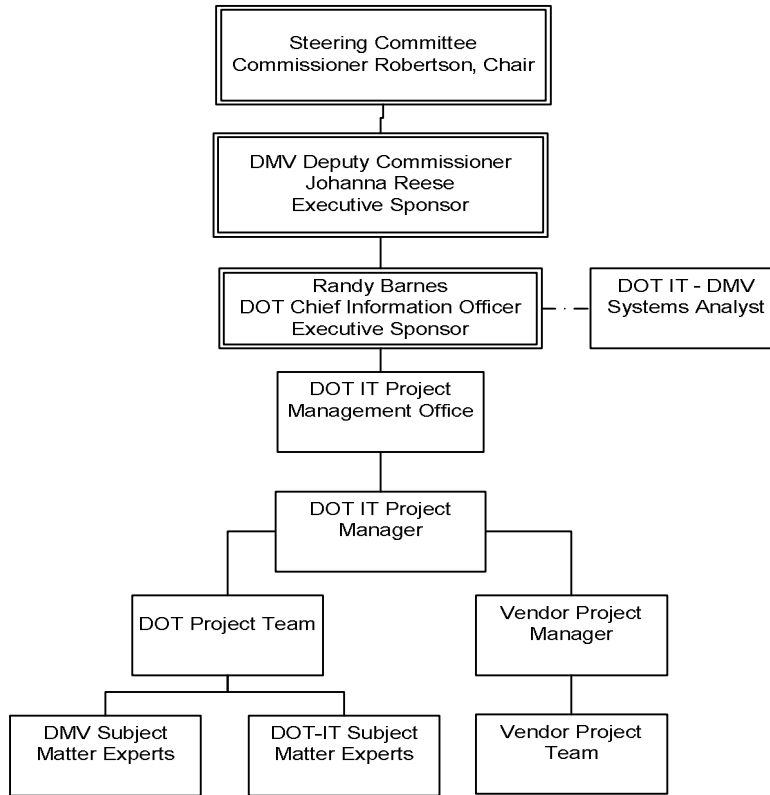 Steering Committee
Commissioner Robertson, Chair
DMV Deputy Commissioner
Johanna Reese
Executive Sponsor
Randy Barnes
DOT Chief Information Officer
Executive Sponsor
DOT IT - DMV
Systems Analyst
DOT IT Project
Management Office
DOT IT Project
Manager
DOT Project Team
Vendor Project
Manager
DMV Subject
Matter Experts
DOT-IT Subject
Matter Experts
Vendor Project
Team